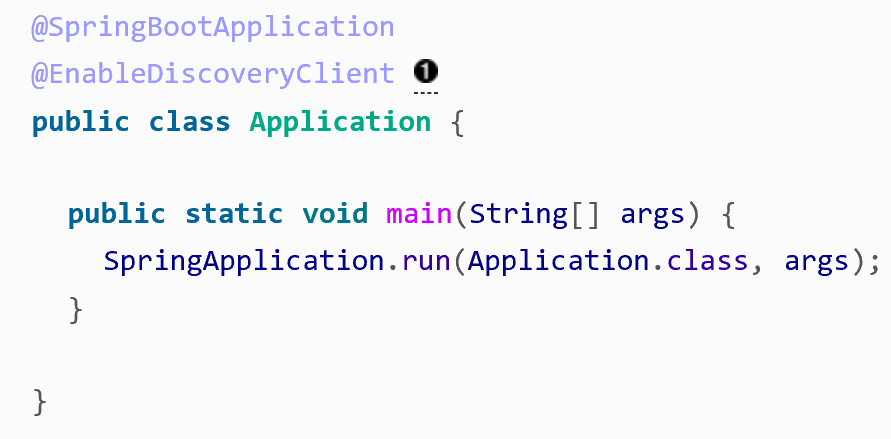 @SpringBootApplication
@EnableDiscoveryClient ❶
public class Application {
public static void main(String[] args) {
SpringApplication.run(Application.class, args);
}
}